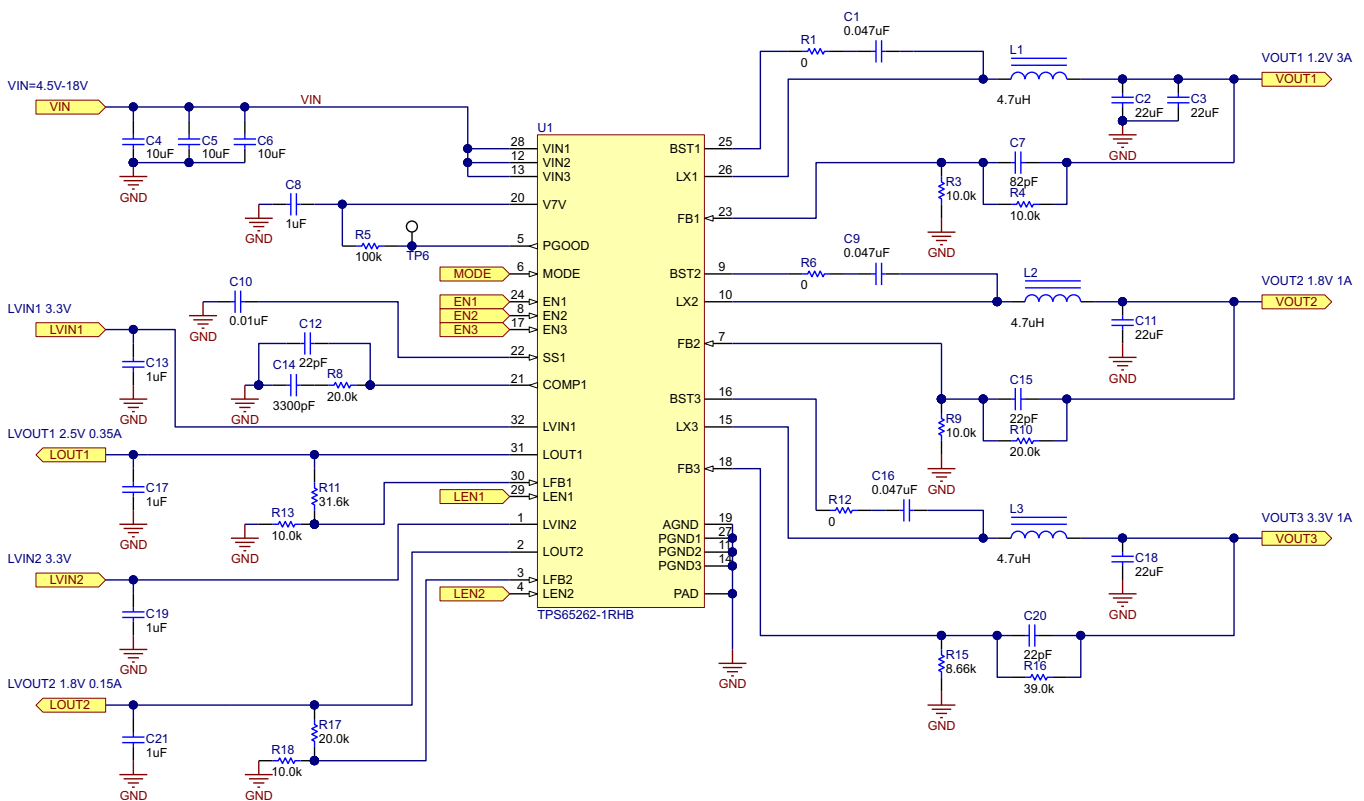 VIN=4.5V-18V
VIN
VIN
C4
10uF
C5
10uF
C6
10uF
GND
C8
1uF
GND
R5
100k
TP6
MODE
EN1
EN2
EN3
C10
0.01uF
GND
LVIN1 3.3V
LVIN1
C13
1uF
GND
C12
22pF
C14
3300pF
R8
20.0k
GND
LVOUT1 2.5V 0.35A
LOUT1
C17
1uF
GND
R11
31.6k
R13
10.0k
GND
LEN1
LVIN2 3.3V
LVIN2
C19
1uF
GND
LEN2
LVOUT2 1.8V 0.15A
LOUT2
C21
1uF
GND
R17
20.0k
R18
10.0k
GND
U1
28 VIN1
12 VIN2
13 VIN3
20 V7V
5 PGOOD
6 MODE
24 EN1
8 EN2
17 EN3
22 SS1
21 COMP1
32 LVIN1
31 LOUT1
30 LFB1
29 LEN1
1 LVIN2
2 LOUT2
3 LFB2
4 LEN2
BST1 25
LX1 26
FB1 23
BST2 9
LX2 10
FB2 7
BST3 16
LX3 15
FB3 18
AGND 19
PGND1 27
PGND2 11
PGND3 14
PAD
TPS65262-1RHB
GND
R1
0
C1
0.047uF
L1
4.7uH
C2
22uF
C3
22uF
GND
VOUT1 1.2V 3A
VOUT1
R3
10.0k
GND
C7
82pF
R4
10.0k
R6
0
C9
0.047uF
L2
4.7uH
C11
22uF
GND
VOUT2 1.8V 1A
VOUT2
R9
10.0k
GND
C15
22pF
R10
20.0k
R12
0
C16
0.047uF
L3
4.7uH
C18
22uF
GND
VOUT3 3.3V 1A
VOUT3
R15
8.66k
GND
C20
22pF
R16
39.0k